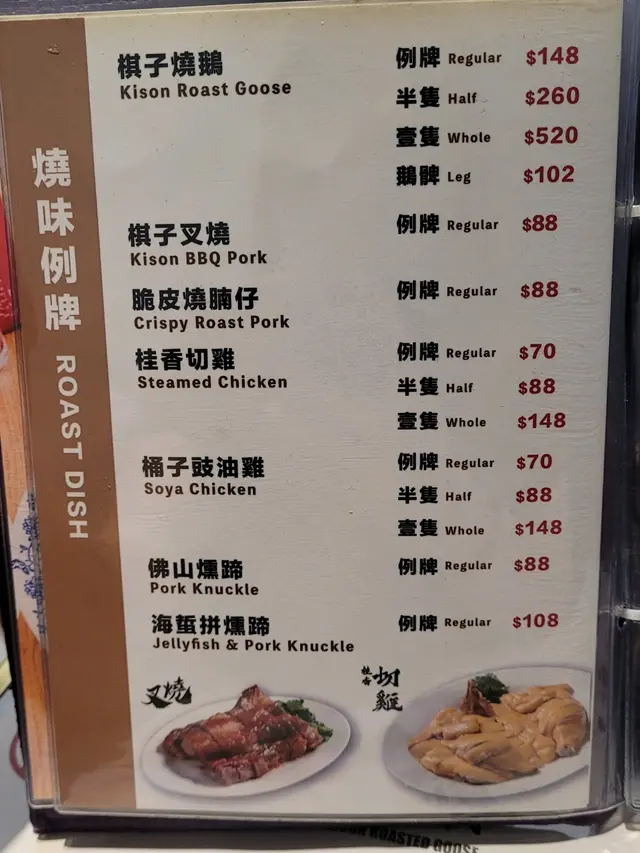 燒味例牌 ROAST DISH
棋子燒鵝 例牌 Regular $148
Kison Roast Goose
半隻 Half $260
壹隻 Whole $520
鵝髀 Leg $102
棋子叉燒 例牌 Regular $88
Kison BBQ Pork
脆皮燒腩仔 例牌 Regular $88
Crispy Roast Pork
桂香切雞 例牌 Regular $70
Steamed Chicken
半隻 Half $88
壹隻 Whole $148
桶子豉油雞 例牌 Regular $70
Soya Chicken
半隻 Half $88
壹隻 Whole $148
佛山燻蹄 例牌 Regular $88
Pork Knuckle
海蜇拼燻蹄 例牌 Regular $108
Jellyfish & Pork Knuckle
叉燒
桂香切雞
ROASTED GOOSE